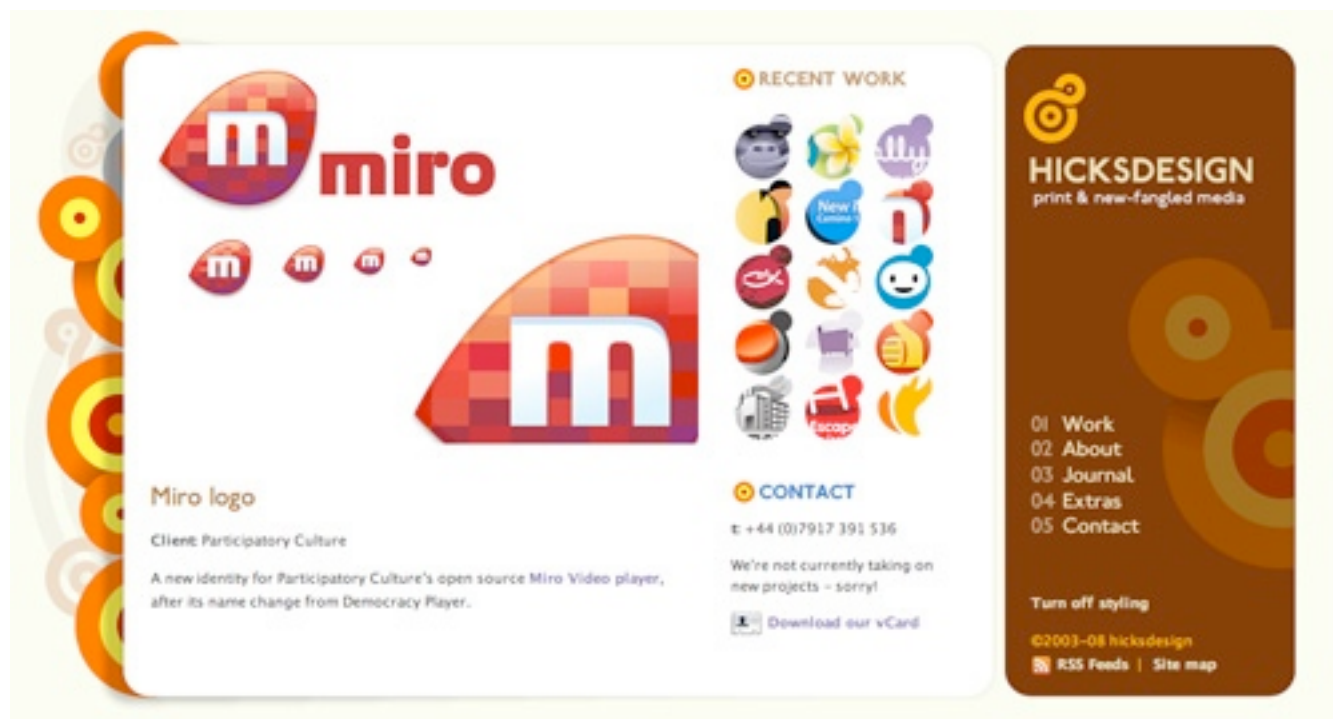 m
miro
m
m
m
m
m
Miro logo
Client: Participatory Culture
A new identity for Participatory Culture's open source Miro Video player,
after its name change from Democracy Player.
RECENT WORK
New
Escape
CONTACT
t: +44 (0)7917 391 536
We're not currently taking on
new projects – sorry!
Download our vCard
HICKSDESIGN
print & new-fangled media
01 Work
02 About
03 Journal
04 Extras
05 Contact
Turn off styling
©2003-08 hicksdesign
RSS Feeds | Site map